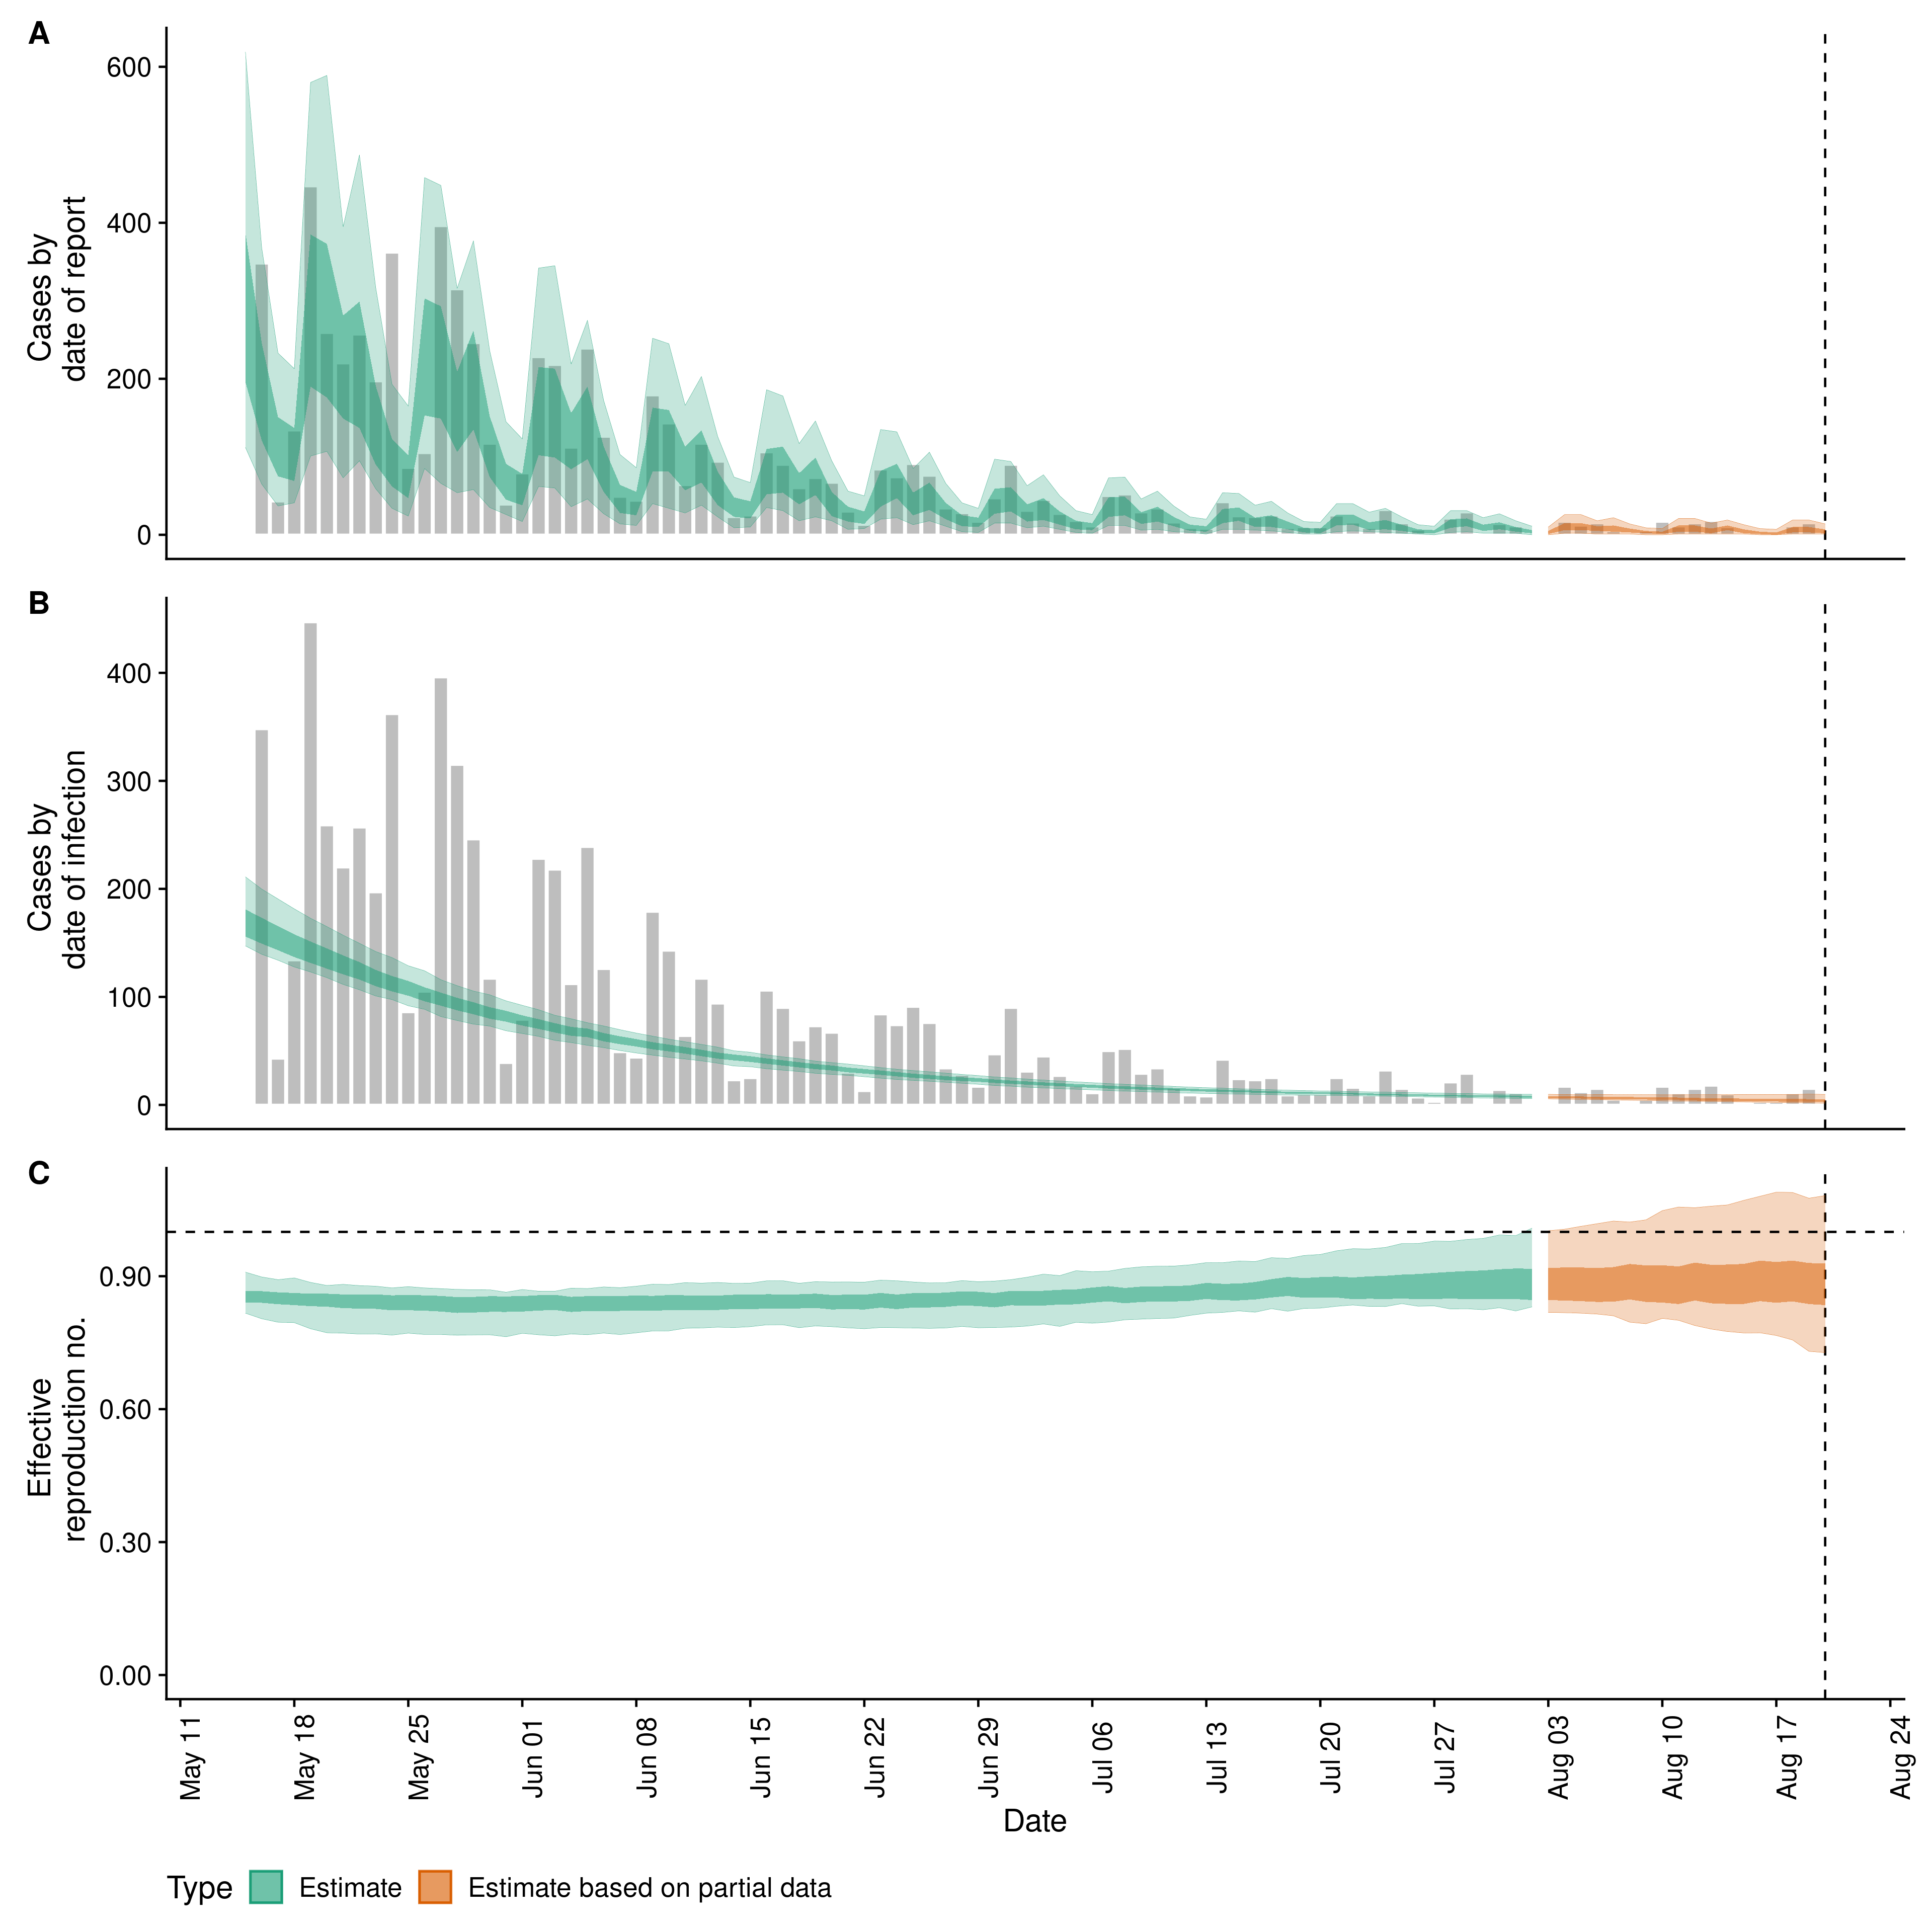 A
Cases by
date of report
600
400
200
0
B
Cases by
date of infection
400
300
200
100
0
C
Effective
reproduction no.
0.90
0.60
0.30
0.00
May 11
May 18
May 25
Jun 01
Jun 08
Jun 15
Jun 22
Jun 29
Jul 06
Jul 13
Jul 20
Jul 27
Aug 03
Aug 10
Aug 17
Aug 24
Date
Type Estimate Estimate based on partial data